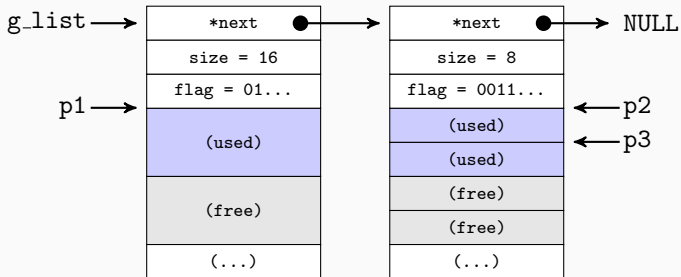 g_list
*next
*next
NULL
size = 16
size = 8
flag = 01...
flag = 0011...
p1
p2
(used)
(used)
p3
(used)
(free)
(free)
(free)
(...)
(...)